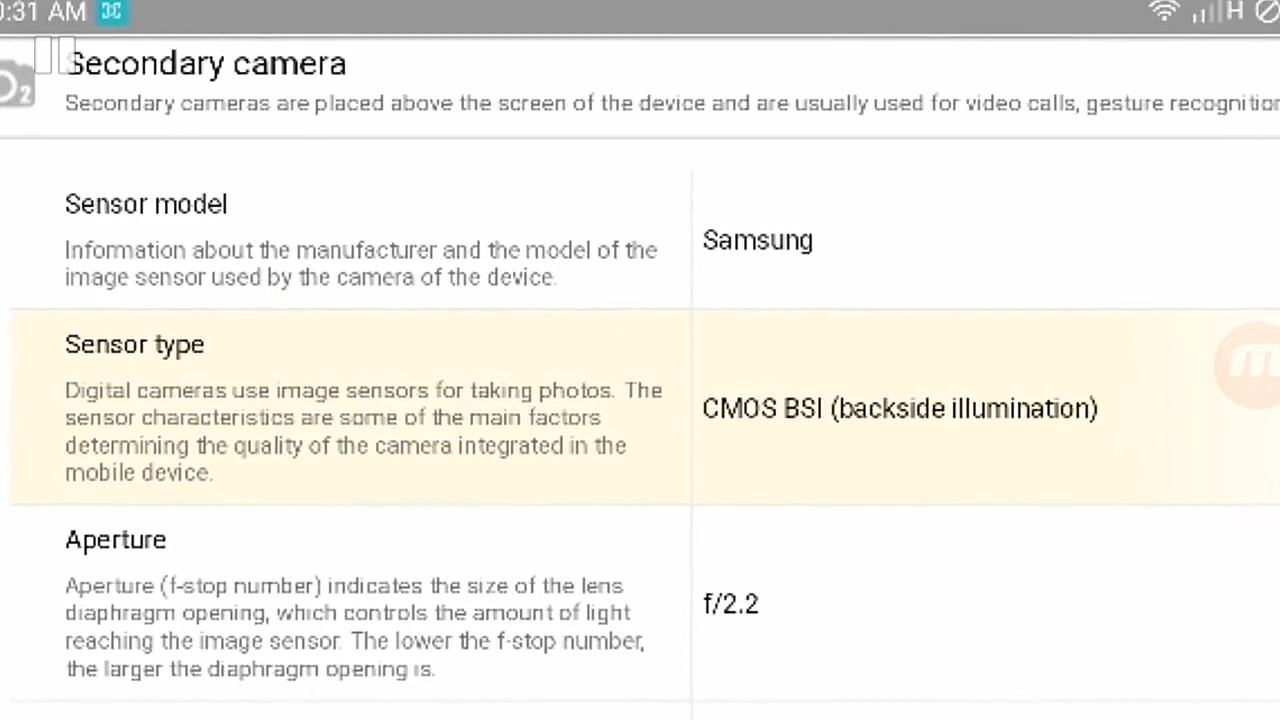 :31 AM
H
Secondary camera
Secondary cameras are placed above the screen of the device and are usually used for video calls, gesture recognition
Sensor model
Information about the manufacturer and the model of the
image sensor used by the camera of the device.
Samsung
Sensor type
Digital cameras use image sensors for taking photos. The
sensor characteristics are some of the main factors
determining the quality of the camera integrated in the
mobile device.
CMOS BSI (backside illumination)
Aperture
Aperture (f-stop number) indicates the size of the lens
diaphragm opening, which controls the amount of light
reaching the image sensor. The lower the f-stop number,
the larger the diaphragm opening is.
f/2.2